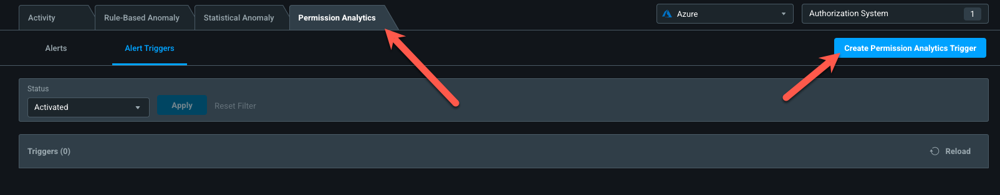 Activity
Rule-Based Anomaly
Statistical Anomaly
Permission Analytics
Azure
Authorization System
1
Alerts
Alert Triggers
Create Permission Analytics Trigger
Status
Activated
Apply
Reset Filter
Triggers (0)
Reload